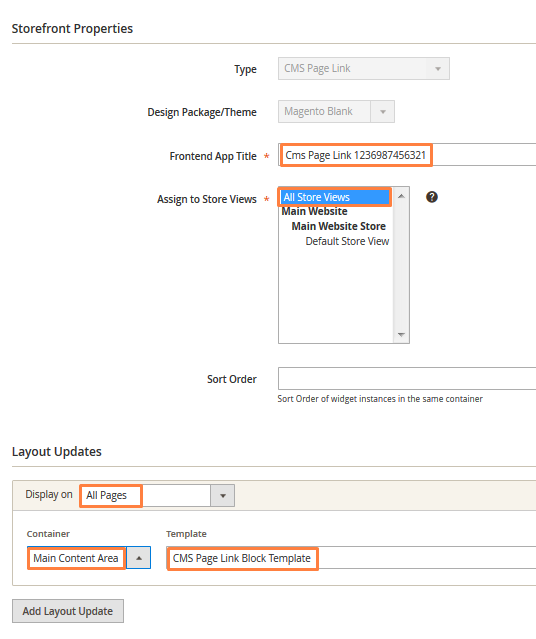 Storefront Properties
Type CMS Page Link
Design Package/Theme Magento Blank
Frontend App Title * Cms Page Link 1236987456321
Assign to Store Views * All Store Views ?
Main Website
Main Website Store
Default Store View
Sort Order
Sort Order of widget instances in the same container
Layout Updates
Display on All Pages
Container Template
Main Content Area CMS Page Link Block Template
Add Layout Update